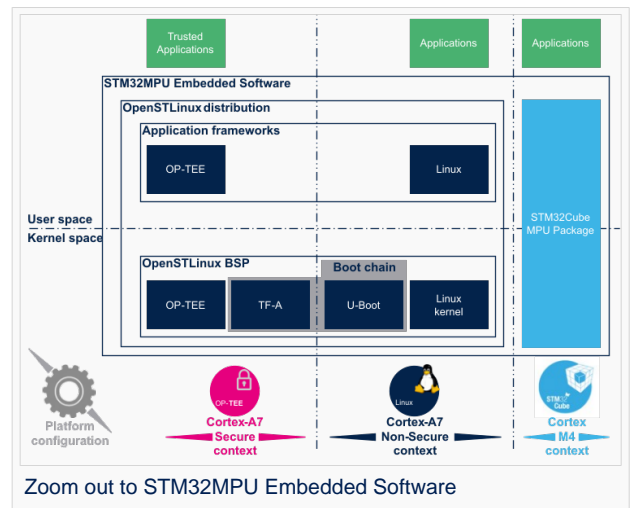 Trusted
Applications
Applications
Applications
STM32MPU Embedded Software
OpenSTLinux distribution
Application frameworks
OP-TEE
Linux
User space
Kernel space
STM32Cube
MPU Package
OpenSTLinux BSP
Boot chain
OP-TEE
TF-A
U-Boot
Linux
kernel
Platform
configuration
OP-TEE
Cortex-A7
Secure
context
Linux
Cortex-A7
Non-Secure
context
STM32
Cube
Cortex
M4
context
Zoom out to STM32MPU Embedded Software